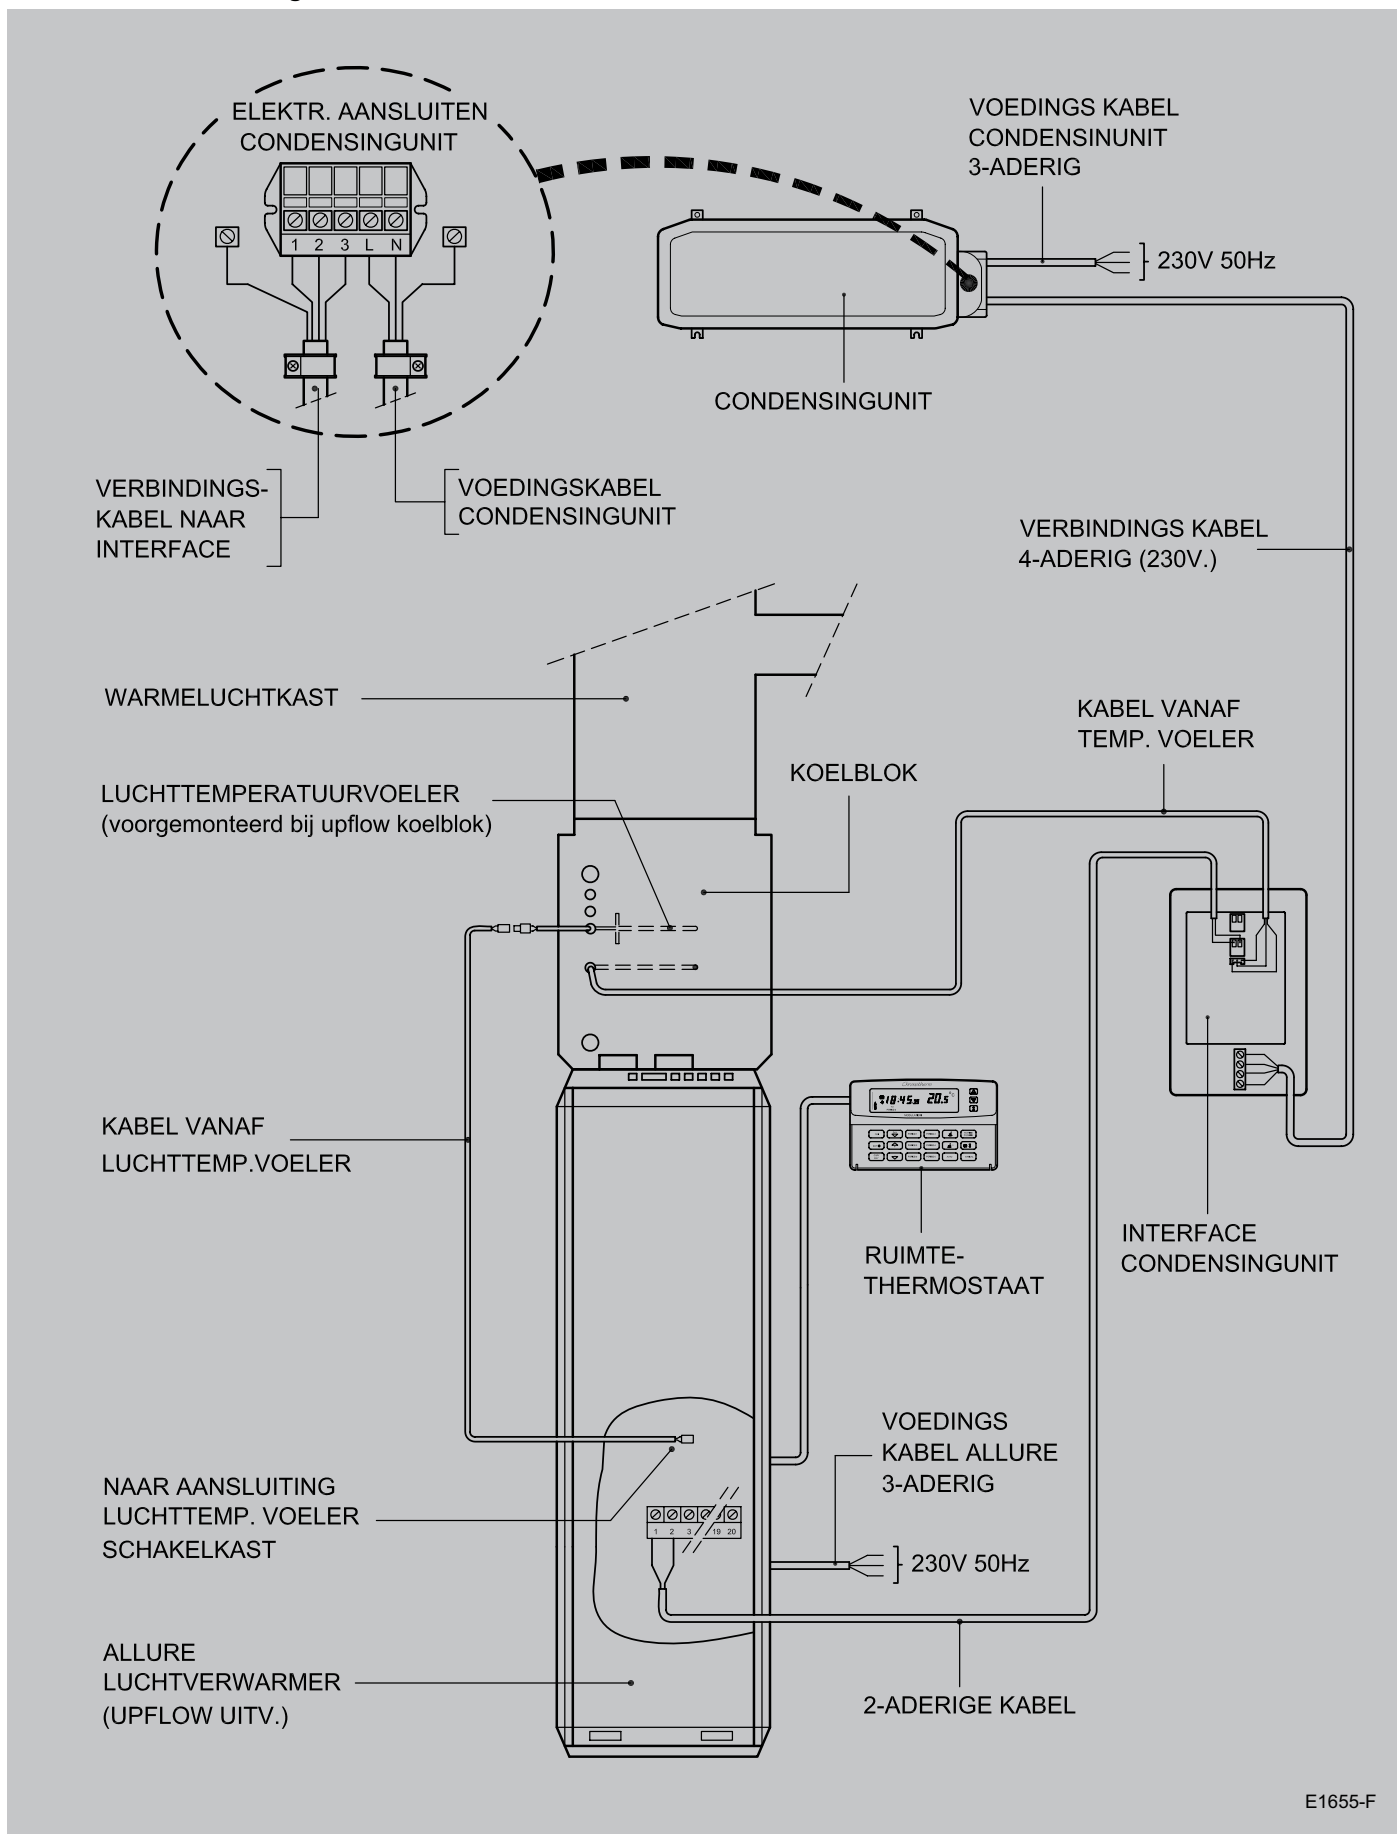 ELEKTR. AANSLUITEN
CONDENSINGUNIT
1 2 3 L N
VERBINDINGS-
KABEL NAAR
INTERFACE
VOEDINGSKABEL
CONDENSINGUNIT
VOEDINGS KABEL
CONDENSINUNIT
3-ADERIG
230V 50Hz
CONDENSINGUNIT
VERBINDINGS KABEL
4-ADERIG (230V.)
WARMELUCHTKAST
LUCHTTEMPERATUURVOELER
(voorgemonteerd bij upflow koelblok)
KOELBLOK
KABEL VANAF
TEMP. VOELER
KABEL VANAF
LUCHTTEMP.VOELER
18:45
20.5
RUIMTE-
THERMOSTAAT
INTERFACE
CONDENSINGUNIT
VOEDINGS
KABEL ALLURE
3-ADERIG
230V 50Hz
NAAR AANSLUITING
LUCHTTEMP. VOELER
SCHAKELKAST
1 2 3 19 20
ALLURE
LUCHTVERWARMER
(UPFLOW UITV.)
2-ADERIGE KABEL
E1655-F